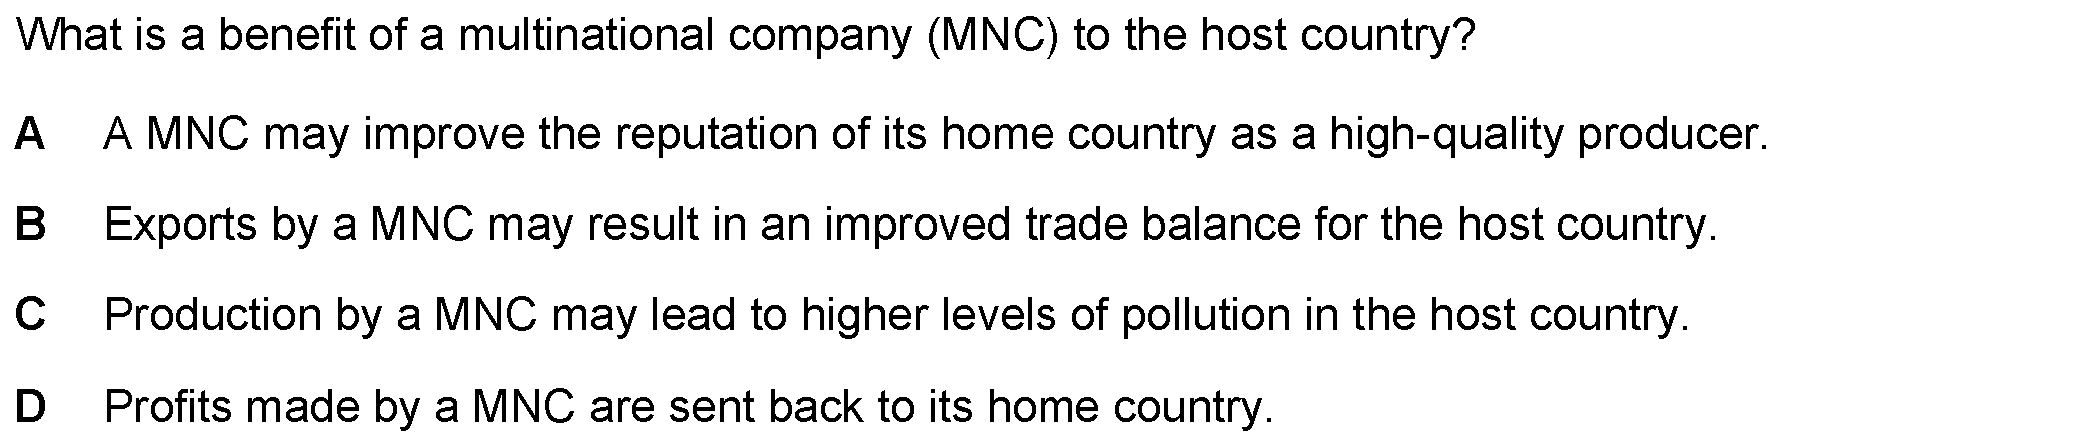 What is a benefit of a multinational company (MNC) to the host country?
A A MNC may improve the reputation of its home country as a high-quality producer.
B Exports by a MNC may result in an improved trade balance for the host country.
C Production by a MNC may lead to higher levels of pollution in the host country.
D Profits made by a MNC are sent back to its home country.